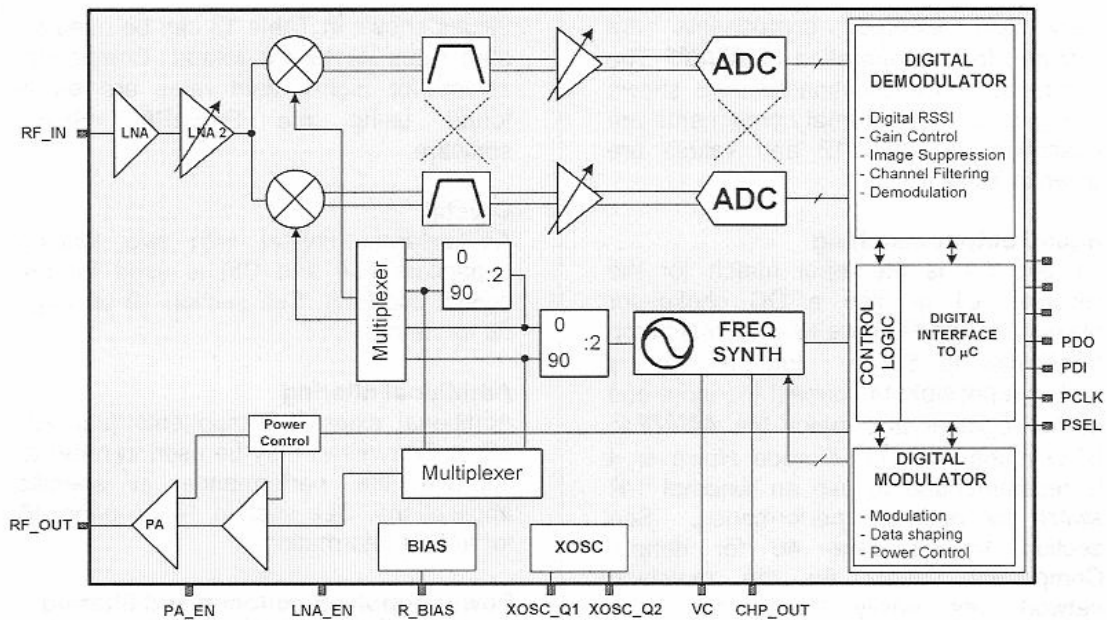 RF_IN
LNA
LNA 2
ADC
ADC
DIGITAL
DEMODULATOR
- Digital RSSI
- Gain Control
- Image Suppression
- Channel Filtering
- Demodulation
Multiplexer
0
90
:2
0
90
:2
FREQ
SYNTH
CONTROL
LOGIC
DIGITAL
INTERFACE
TO µC
PDO
PDI
PCLK
PSEL
Power
Control
Multiplexer
DIGITAL
MODULATOR
- Modulation
- Data shaping
- Power Control
RF_OUT
PA
BIAS
XOSC
PA_EN
LNA_EN
R_BIAS
XOSC_Q1
XOSC_Q2
VC
CHP_OUT